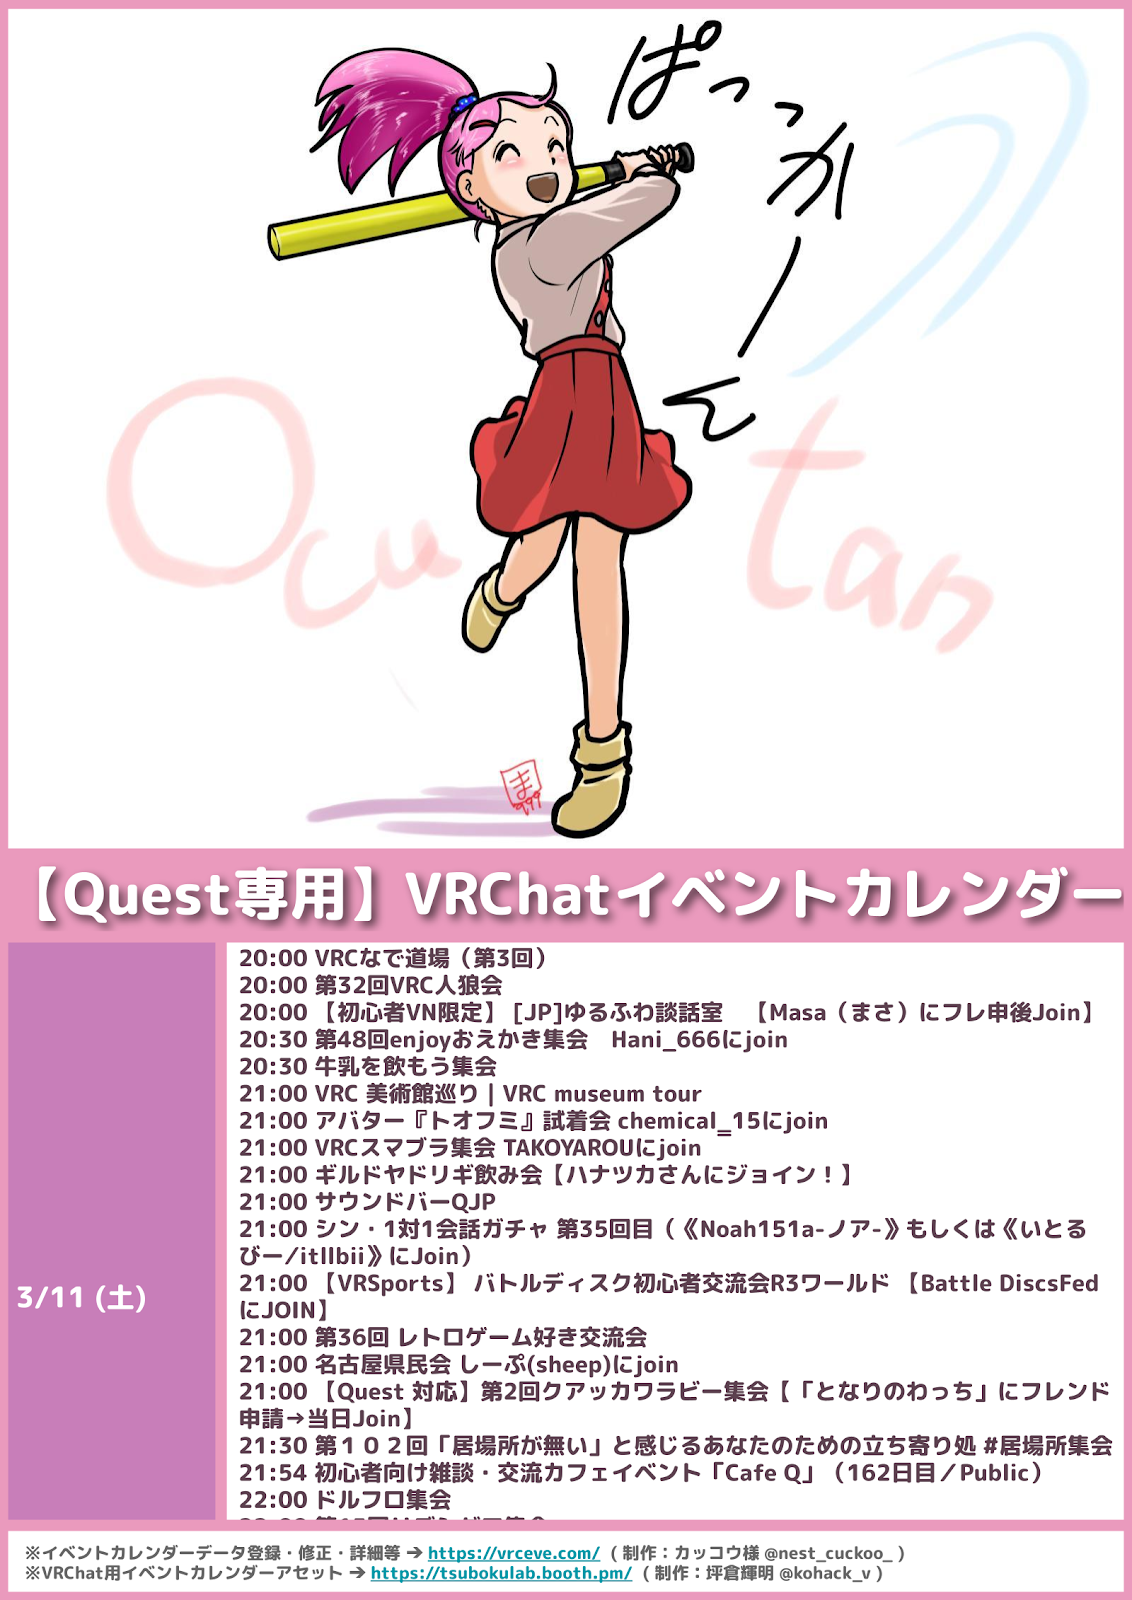 ぱっっかーん
Qcu tan
ま
999
【Quest専用】VRChatイベントカレンダー
3/11 (土)
20:00 VRCなで道場（第3回）
20:00 第32回VRC人狼会
20:00 【初心者VN限定】 [JP]ゆるふわ談話室　【Masa（まさ）にフレ申後Join】
20:30 第48回enjoyおえかき集会　Hani_666にjoin
20:30 牛乳を飲もう集会
21:00 VRC 美術館巡り | VRC museum tour
21:00 アバター『トオフミ』試着会 chemical_15にjoin
21:00 VRCスマブラ集会 TAKOYAROUにjoin
21:00 ギルドヤドリギ飲み会【ハナツカさんにジョイン！】
21:00 サウンドバーQJP
21:00 シン・1対1会話ガチャ 第35回目（《Noah151a-ノア-》もしくは《いとる
びー/itllbii》にJoin）
21:00 【VRSports】 バトルディスク初心者交流会R3ワールド 【Battle DiscsFed
にJOIN】
21:00 第36回 レトロゲーム好き交流会
21:00 名古屋県民会 しーぷ(sheep)にjoin
21:00 【Quest 対応】第2回クアッカワラビー集会【「となりのわっち」にフレンド
申請→当日Join】
21:30 第１０２回「居場所が無い」と感じるあなたのための立ち寄り処 #居場所集会
21:54 初心者向け雑談・交流カフェイベント「Cafe Q」（162日目／Public）
22:00 ドルフロ集会
※イベントカレンダーデータ登録・修正・詳細等 ➔ https://vrceve.com/ ( 制作：カッコウ様 @nest_cuckoo_ )
※VRChat用イベントカレンダーアセット ➔ https://tsubokulab.booth.pm/ ( 制作：坪倉輝明 @kohack_v )